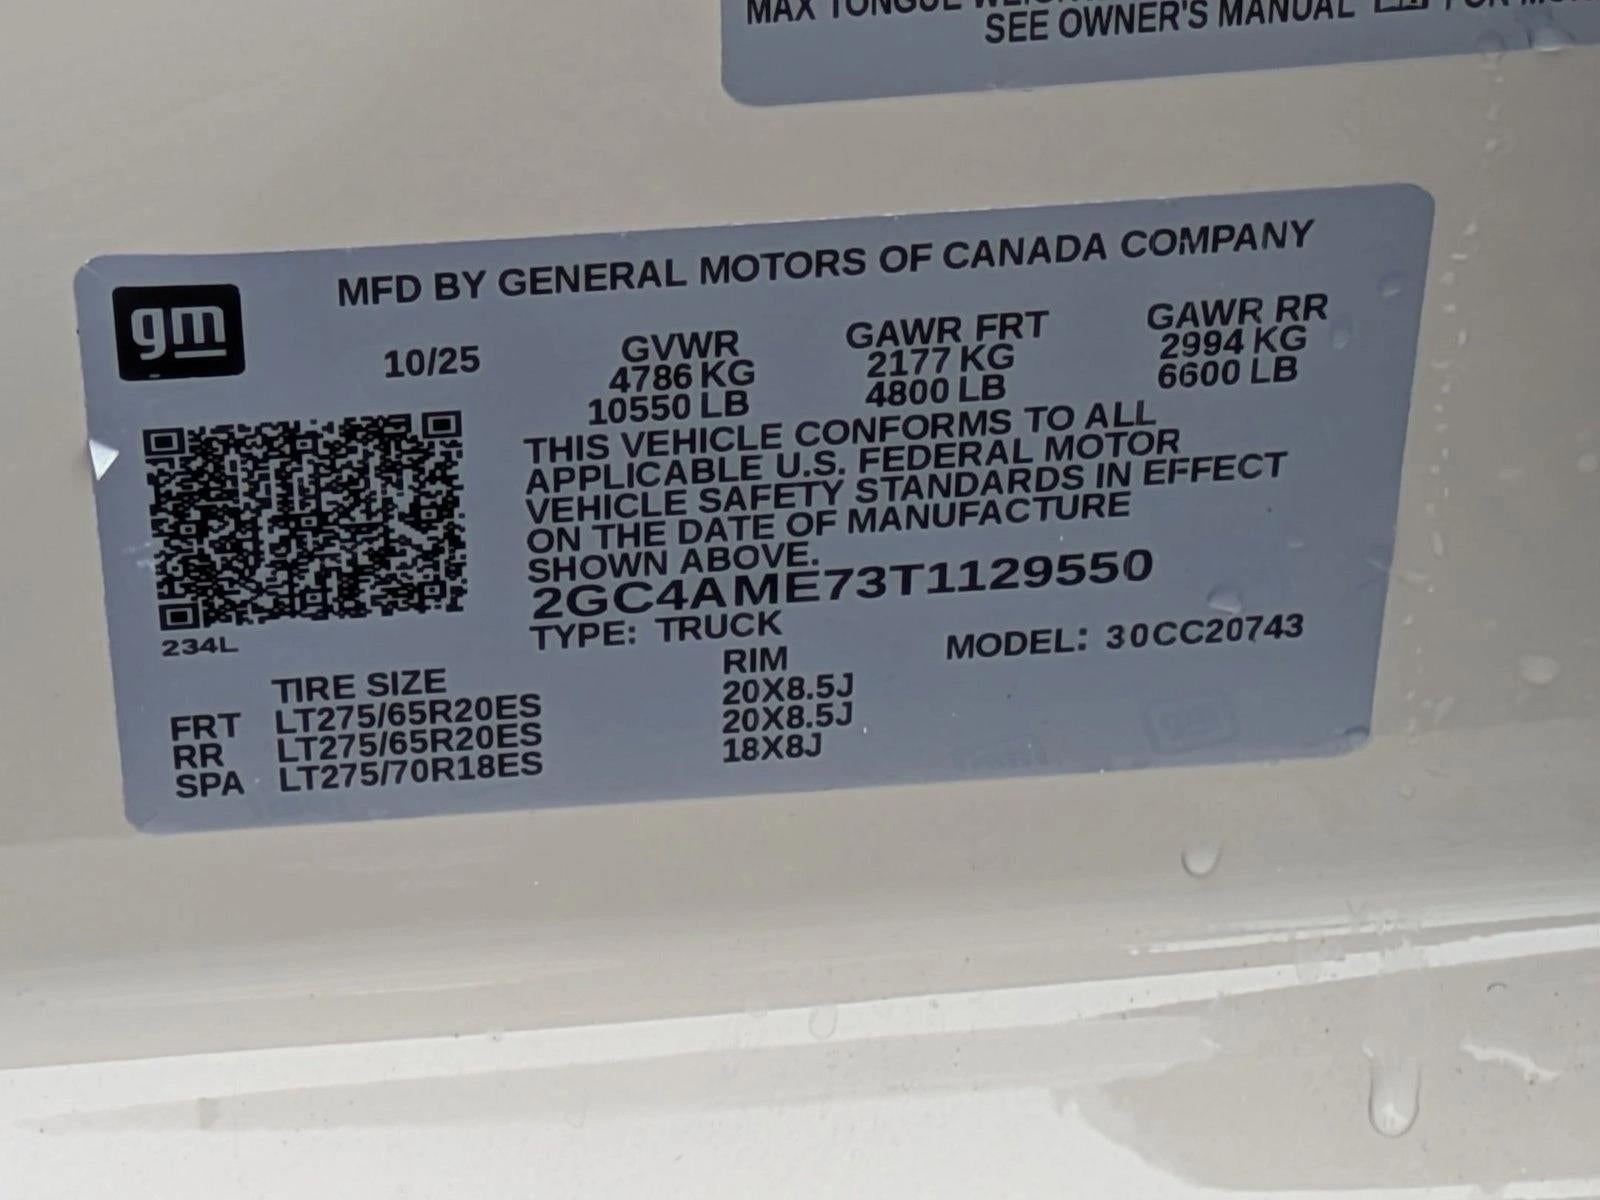 MAX TONGUE
SEE OWNER'S MANUAL
MFD BY GENERAL MOTORS OF CANADA COMPANY
gm
10/25
GVWR
4786 KG
10550 LB
GAWR FRT
2177 KG
4800 LB
GAWR RR
2994 KG
6600 LB
THIS VEHICLE CONFORMS TO ALL
APPLICABLE U.S. FEDERAL MOTOR
VEHICLE SAFETY STANDARDS IN EFFECT
ON THE DATE OF MANUFACTURE
SHOWN ABOVE.
2GC4AME73T1129550
TYPE: TRUCK
MODEL: 30CC20743
234L
TIRE SIZE RIM
FRT LT275/65R20ES 20X8.5J
RR LT275/65R20ES 20X8.5J
SPA LT275/70R18ES 18X8J